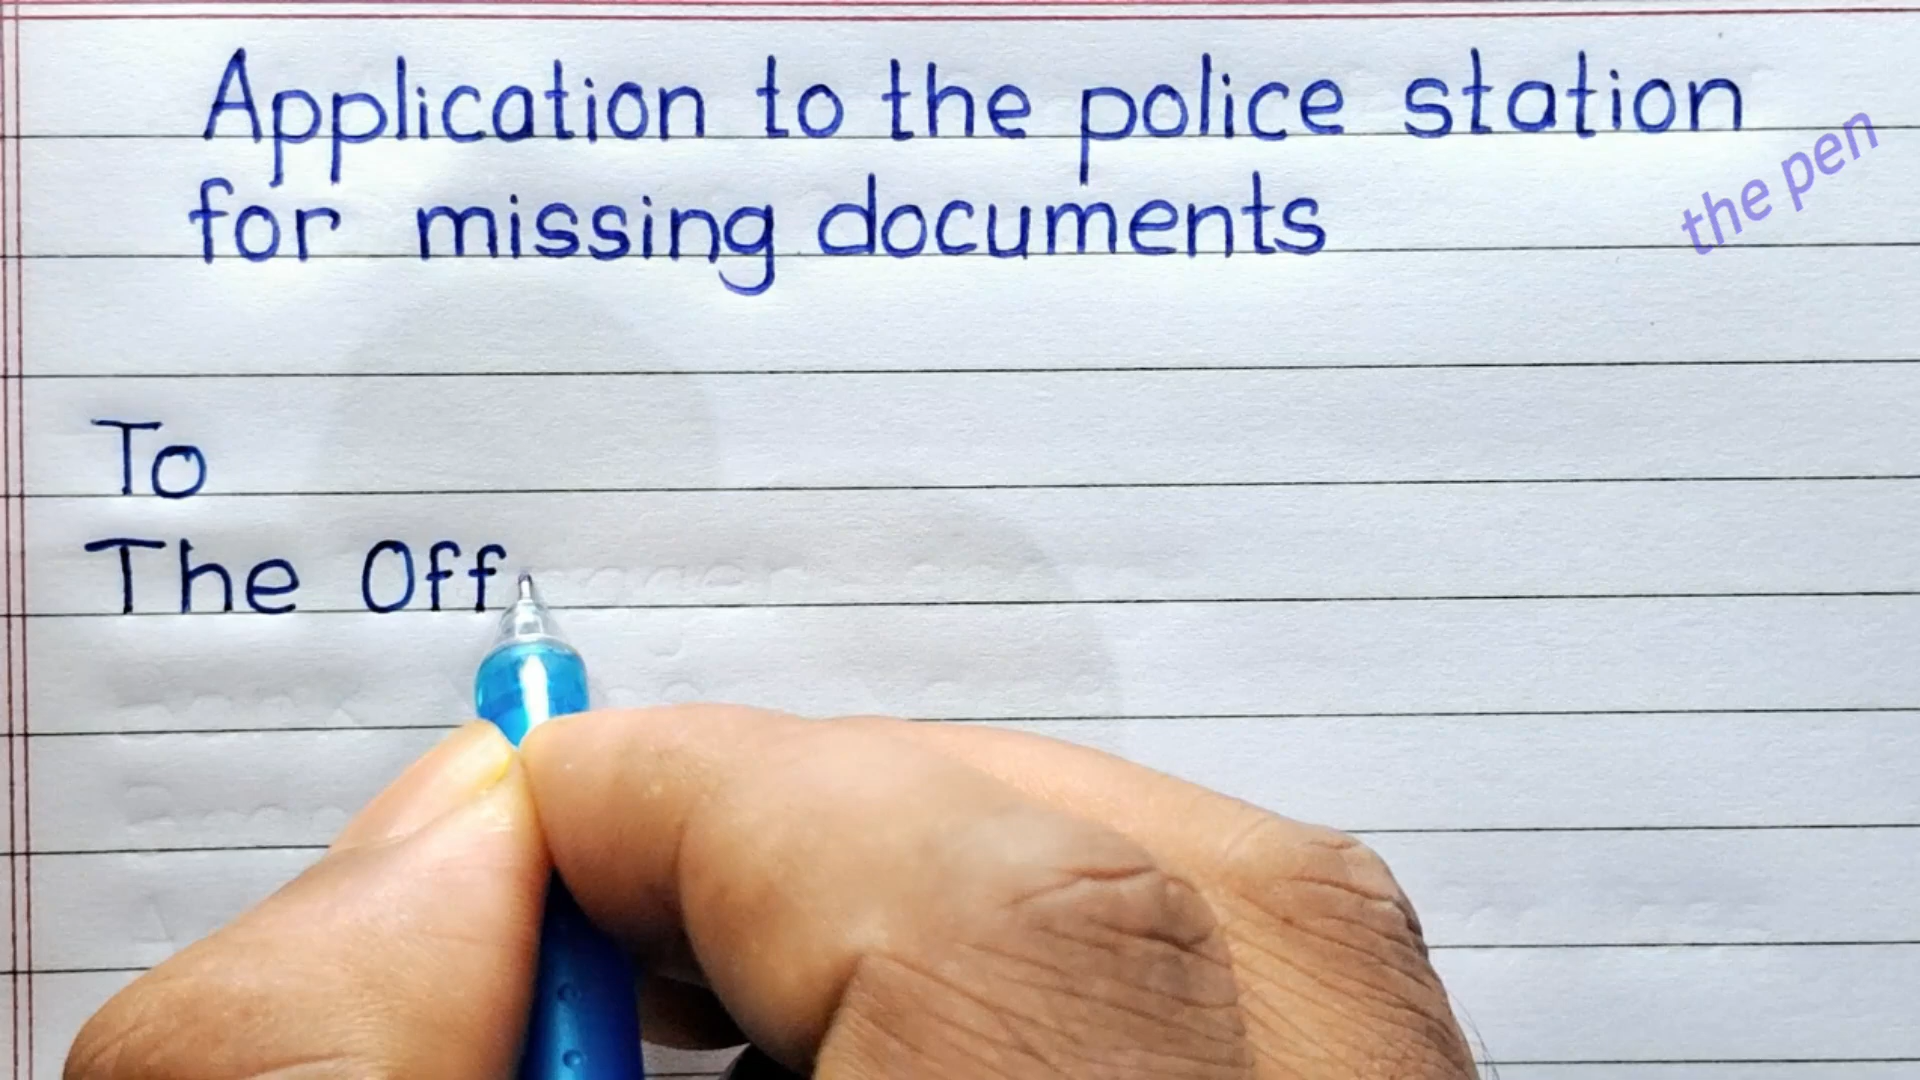 Application to the police station
the pen
for missing documents
To
The Off